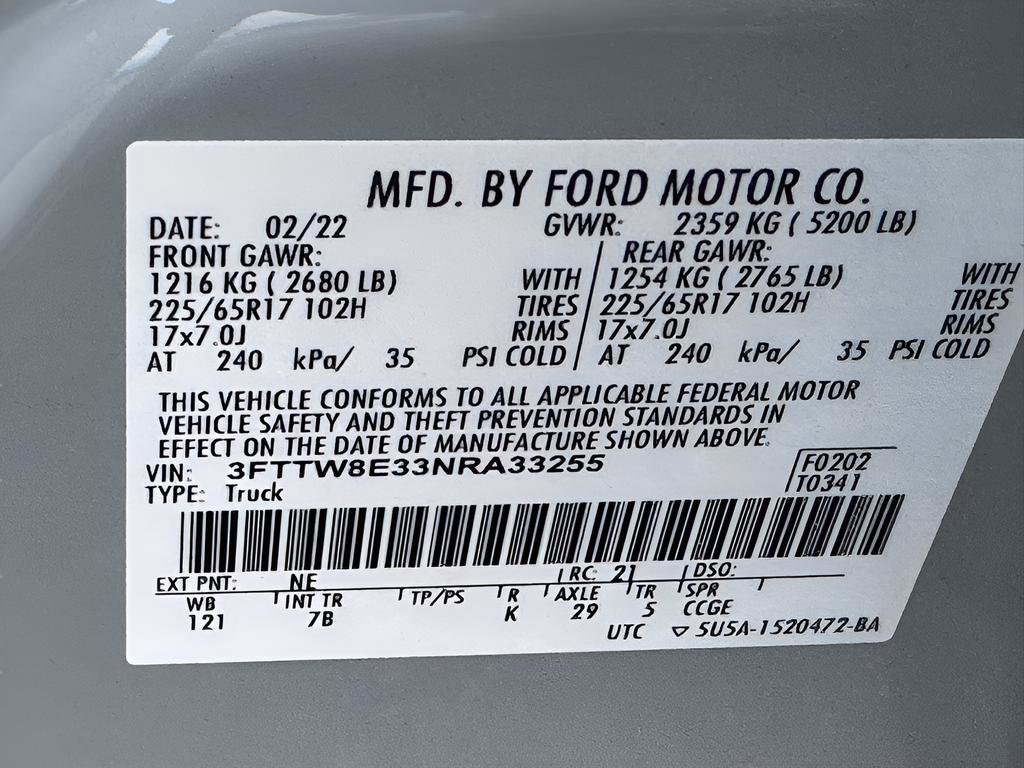 MFD. BY FORD MOTOR CO.
DATE: 02/22 GVWR: 2359 KG ( 5200 LB)
FRONT GAWR: REAR GAWR:
1216 KG ( 2680 LB) WITH 1254 KG ( 2765 LB) WITH
225/65R17 102H TIRES 225/65R17 102H TIRES
17x7.0J RIMS 17x7.0J RIMS
AT 240 kPa/ 35 PSI COLD AT 240 kPa/ 35 PSI COLD
THIS VEHICLE CONFORMS TO ALL APPLICABLE FEDERAL MOTOR
VEHICLE SAFETY AND THEFT PREVENTION STANDARDS IN
EFFECT ON THE DATE OF MANUFACTURE SHOWN ABOVE.
VIN: 3FTTW8E33NRA33255 F0202
TYPE: Truck T0341
EXT PNT: NE RC: 21 DSO:
WB INT TR TP/PS R AXLE TR SPR
121 7B K 29 5 CCGE
UTC ▽ 5U5A-1520472-BA